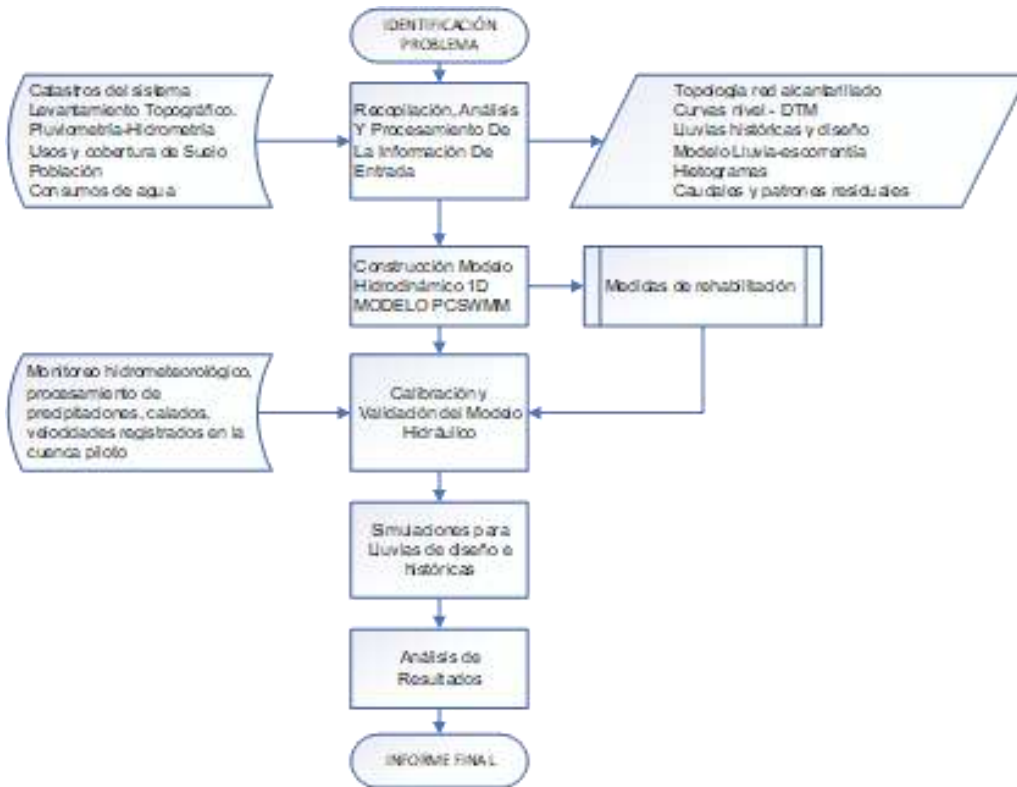 IDENTIFICACIÓN
PROBLEMA
Catastros del sistema
Levantamiento Topográfico.
Pluviometría-Hidrometría
Usos y cobertura de Suelo
Población
Consumos de agua
Recopilación, Análisis
Y Procesamiento De
La Información De
Entrada
Topología red alcantarillado
Curvas nivel - DTM
Lluvias históricas y diseño
Modelo Lluvia-escorrentía
Hietogramas
Caudales y patrones residuales
Construcción Modelo
Hidrodinámico 1D
MODELO PCSWMM
Medidas de rehabilitación
Monitoreo hidrometeorológico,
procesamiento de
precipitaciones, calados,
velocidades registrados en la
cuenca piloto
Calibración y
Validación del Modelo
Hidráulico
Simulaciones para
Lluvias de diseño e
históricas
Análisis de
Resultados
INFORME FINAL